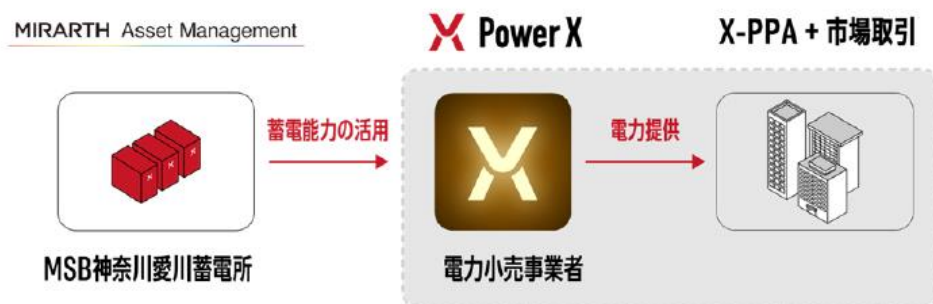 MIRARTH Asset Management
Power X
X-PPA + 市場取引
蓄電能力の活用
電力提供
MSB神奈川愛川蓄電所
電力小売事業者